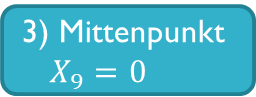 3) Mittenpunkt
X₉ = 0